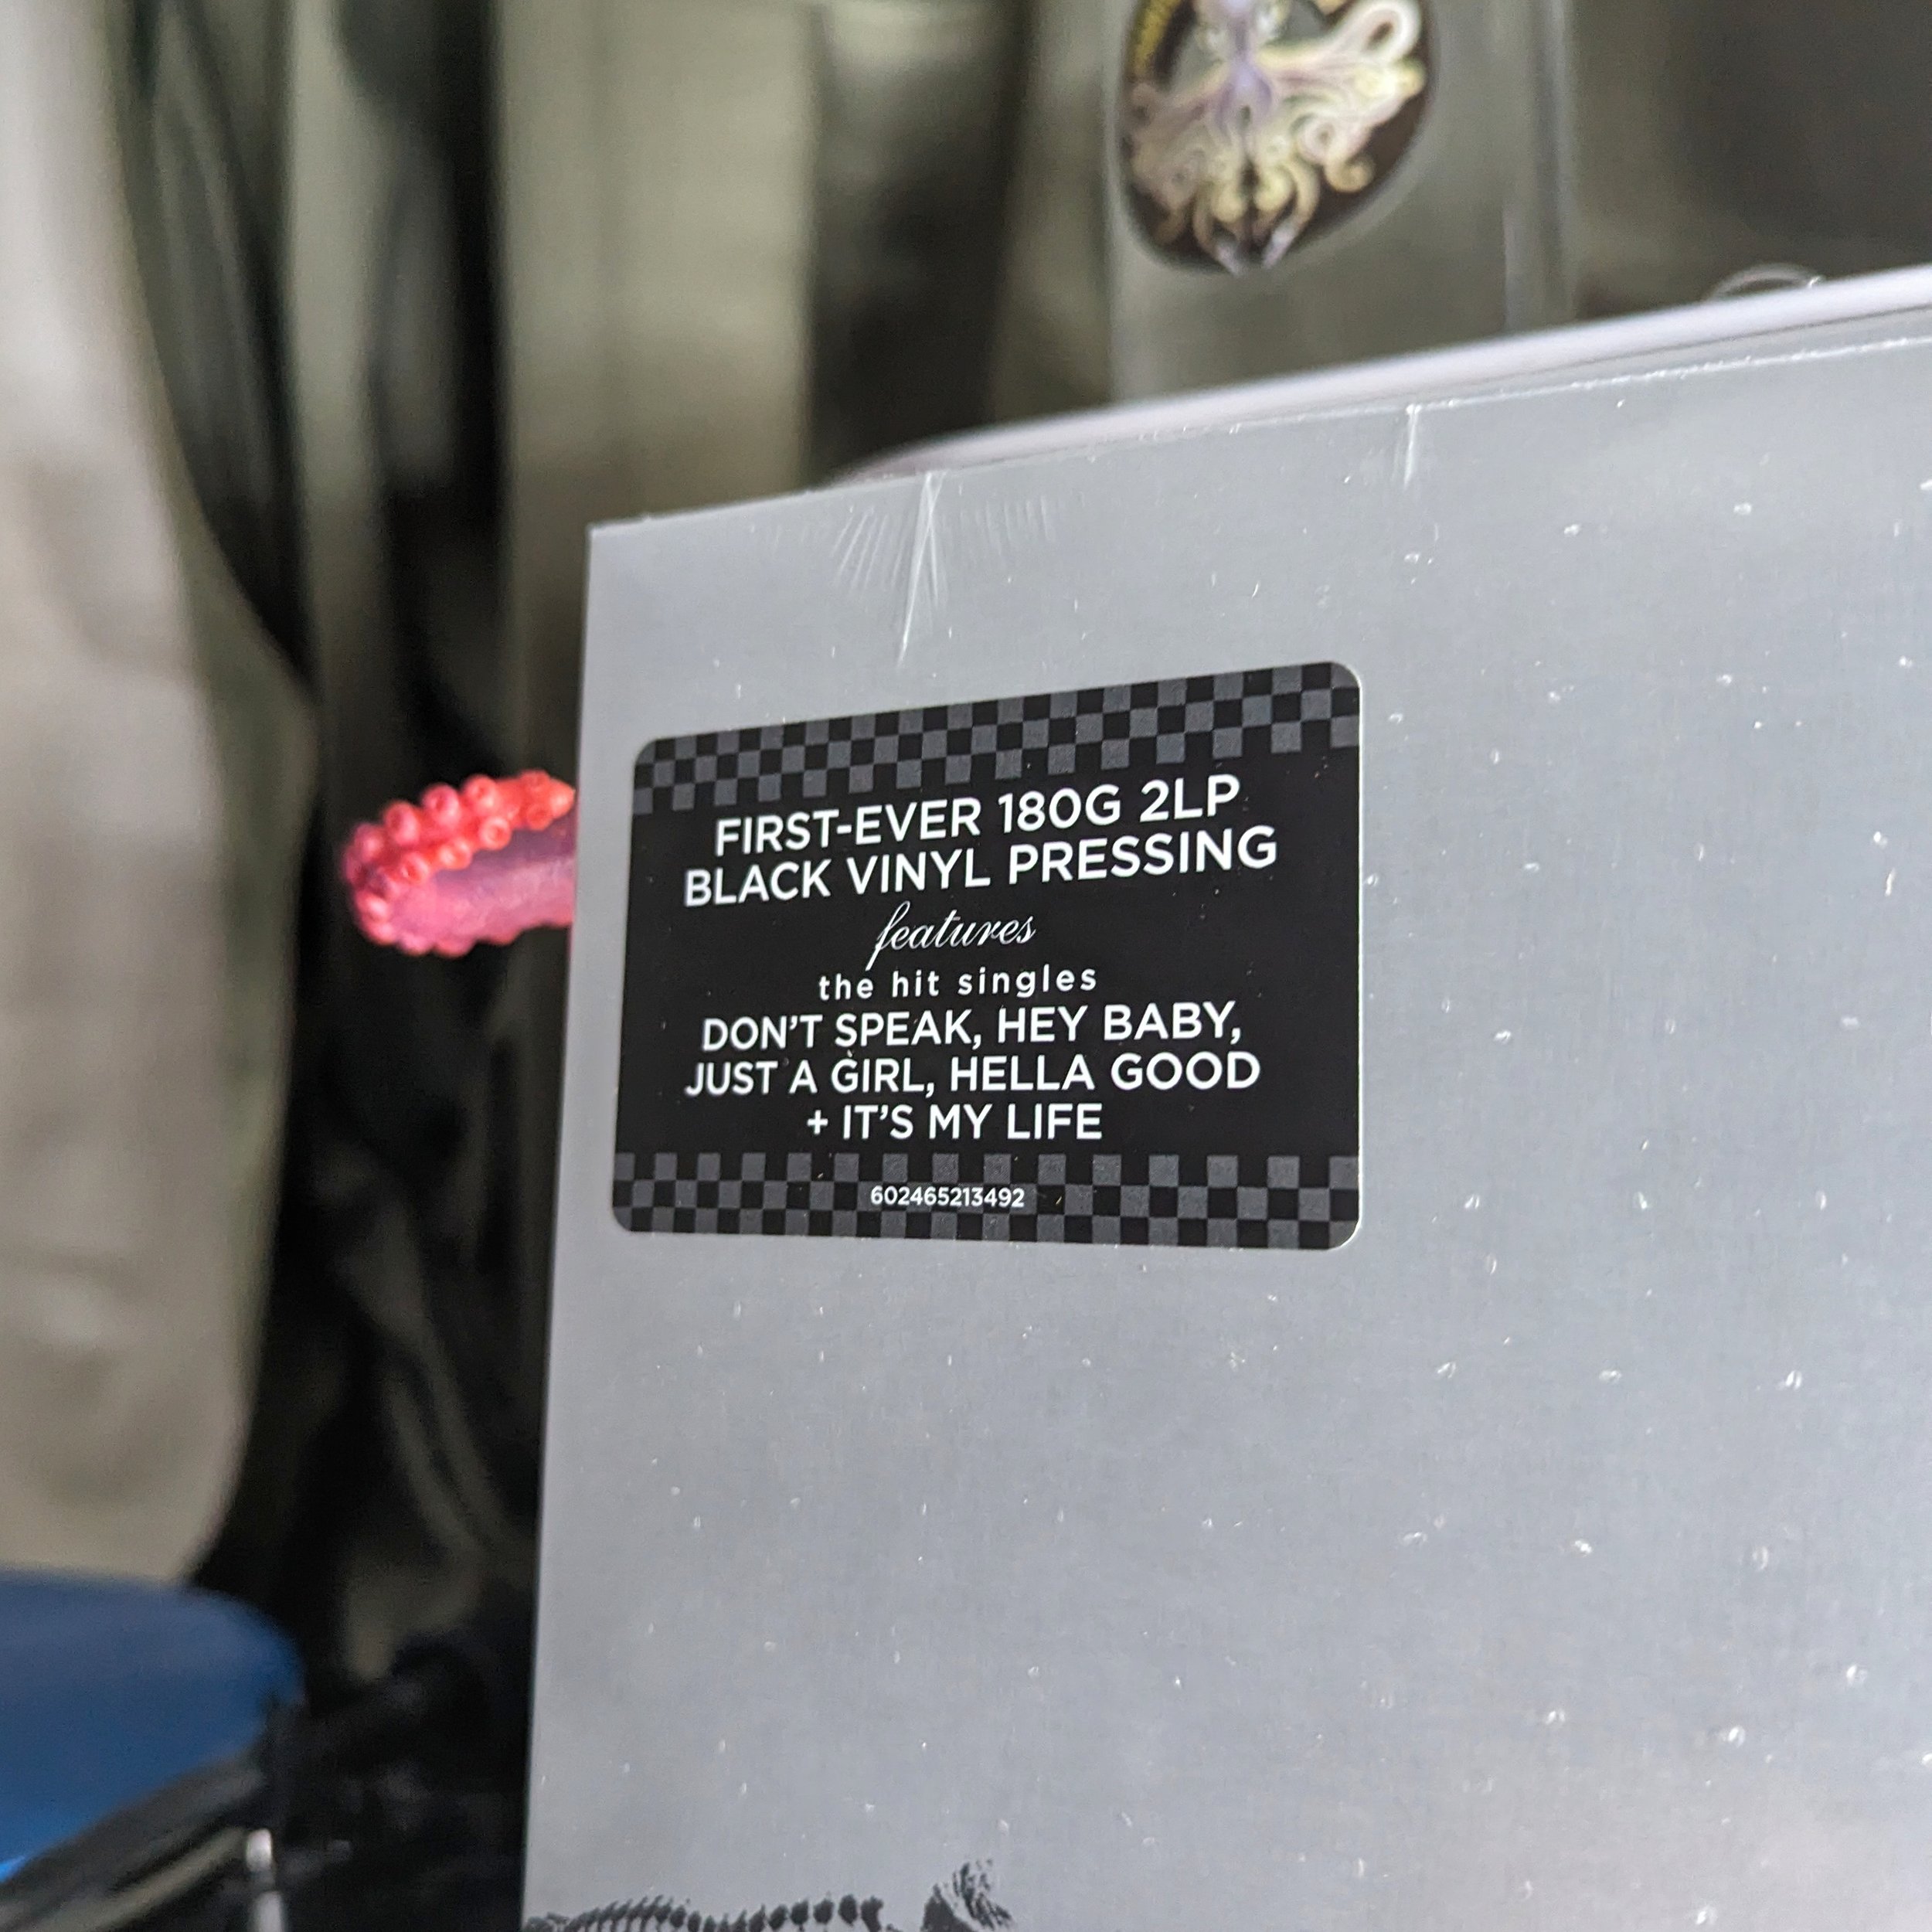 FIRST-EVER 180G 2LP
BLACK VINYL PRESSING
features
the hit singles
DON'T SPEAK, HEY BABY,
JUST A GIRL, HELLA GOOD
+ IT'S MY LIFE
602465213492